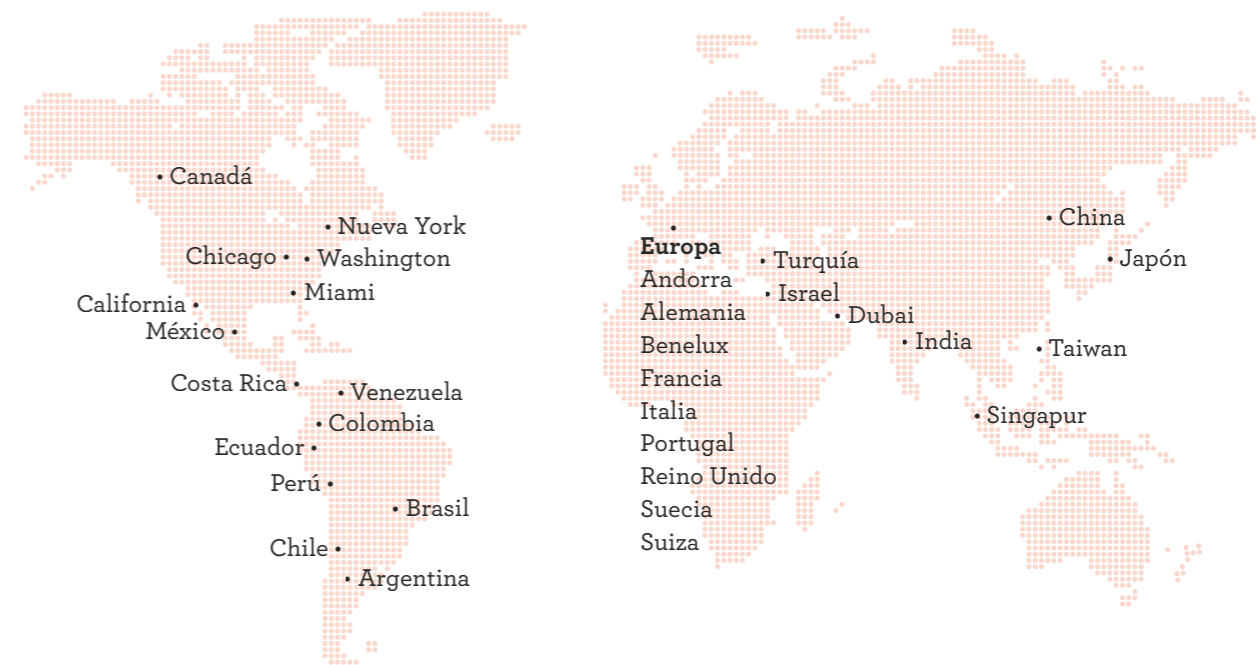 Canadá
Nueva York
Chicago
Washington
Miami
California
México
Costa Rica
Venezuela
Colombia
Ecuador
Perú
Brasil
Chile
Argentina
Europa
Andorra
Alemania
Benelux
Francia
Italia
Portugal
Reino Unido
Suecia
Suiza
Turquía
Israel
Dubai
India
China
Japón
Taiwan
Singapur